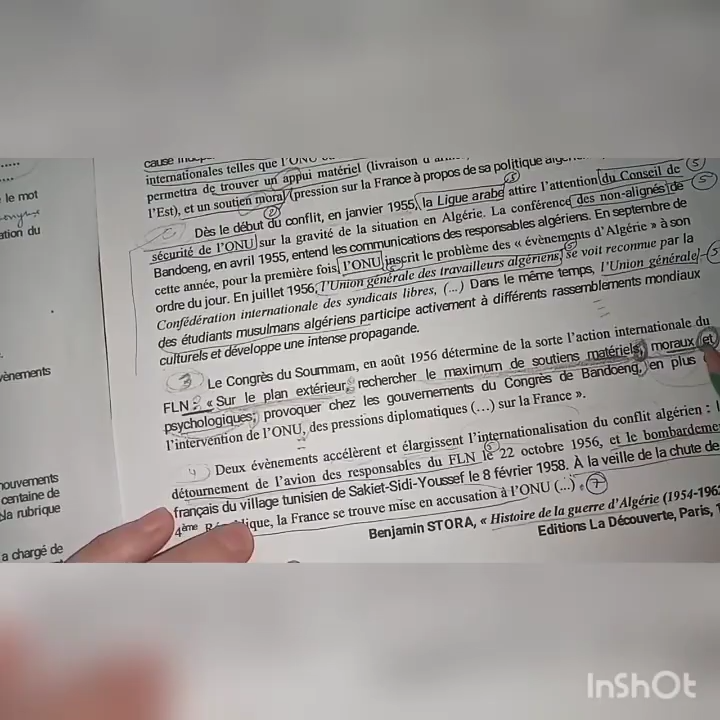 le mot
ation du
vènements
nouvements
centaine de
la rubrique
a chargé de
cause
internationales telles que l'ONU
permettra de trouver un appui matériel (livraison
l'Est), et un soutien moral (pression sur la France à propos de sa politique
Dès le début du conflit, en janvier 1955, la Ligue arabe attire l'attention du Conseil de
sécurité de l'ONU sur la gravité de la situation en Algérie. La conférence des non-alignés de
Bandoeng, en avril 1955, entend les communications des responsables algériens. En septembre de
cette année, pour la première fois, l'ONU inscrit le problème des « évènements d'Algérie » à son
ordre du jour. En juillet 1956, l'Union générale des travailleurs algériens, se voit reconnue par la
Confédération internationale des syndicats libres, (...) Dans le même temps, l'Union générale
des étudiants musulmans algériens participe activement à différents rassemblements mondiaux
culturels et développe une intense propagande.
3 Le Congrès du Soummam, en août 1956 détermine de la sorte l'action internationale du
FLN : « Sur le plan extérieur, rechercher le maximum de soutiens matériels, moraux et
psychologiques; provoquer chez les gouvernements du Congrès de Bandoeng, en plus
l'intervention de l'ONU, des pressions diplomatiques (...) sur la France ».
4 Deux évènements accélèrent et élargissent l'internationalisation du conflit algérien :
détournement de l'avion des responsables du FLN le 22 octobre 1956, et le bombardeme
français du village tunisien de Sakiet-Sidi-Youssef le 8 février 1958. À la veille de la chute de
4ème République, la France se trouve mise en accusation à l'ONU (...). 7
Benjamin STORA, « Histoire de la guerre d'Algérie (1954-196
Editions La Découverte, Paris,
InShOt